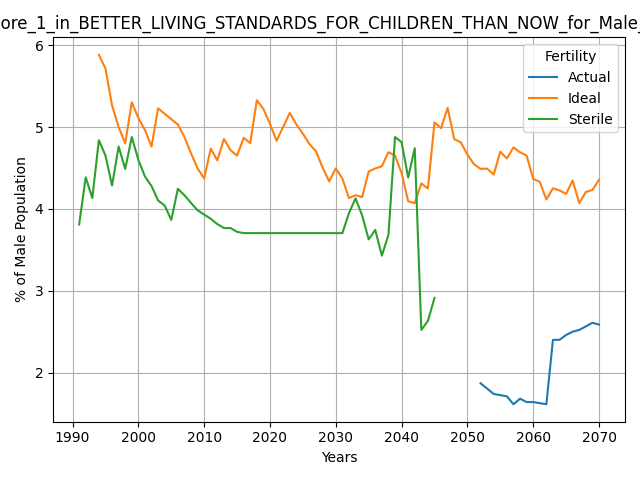 ore_1_in_BETTER_LIVING_STANDARDS_FOR_CHILDREN_THAN_NOW_for_Male_
Fertility
Actual
Ideal
Sterile
% of Male Population
6
5
4
3
2
1990 2000 2010 2020 2030 2040 2050 2060 2070
Years